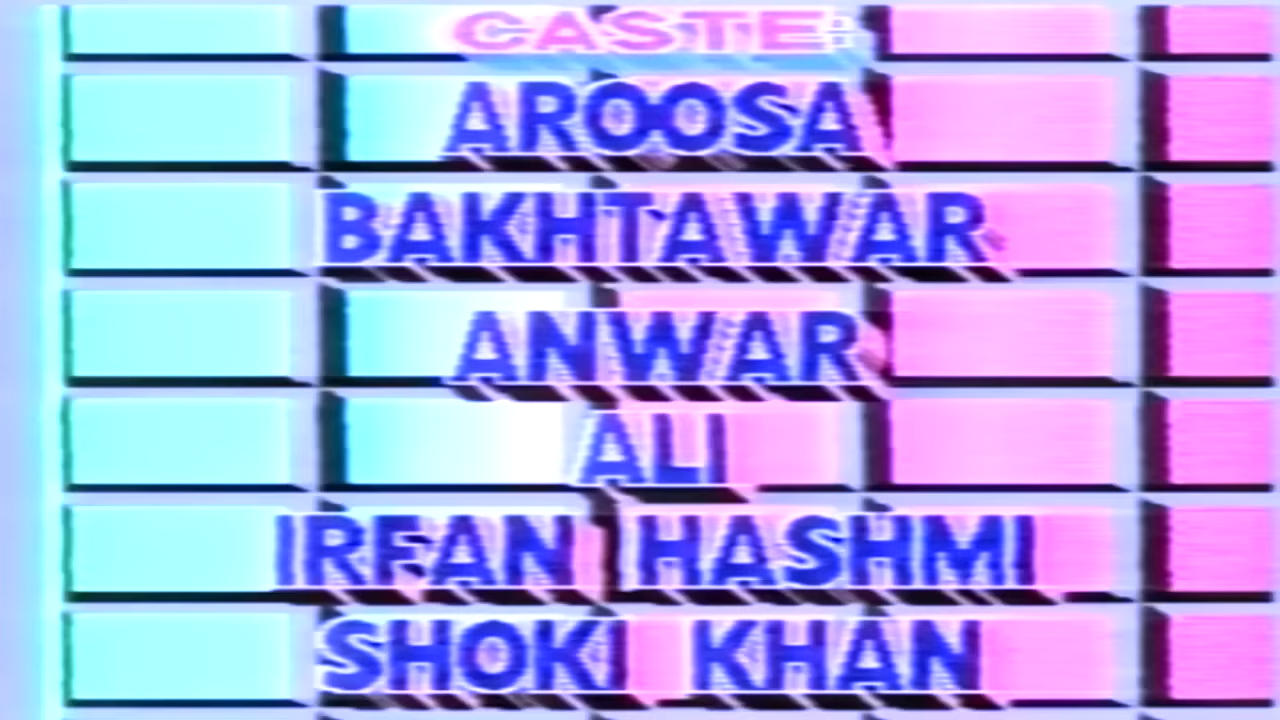 CASTE:
AROOSA
BAKHTAWAR
ANWAR
ALI
IRFAN HASHMI
SHOKI KHAN